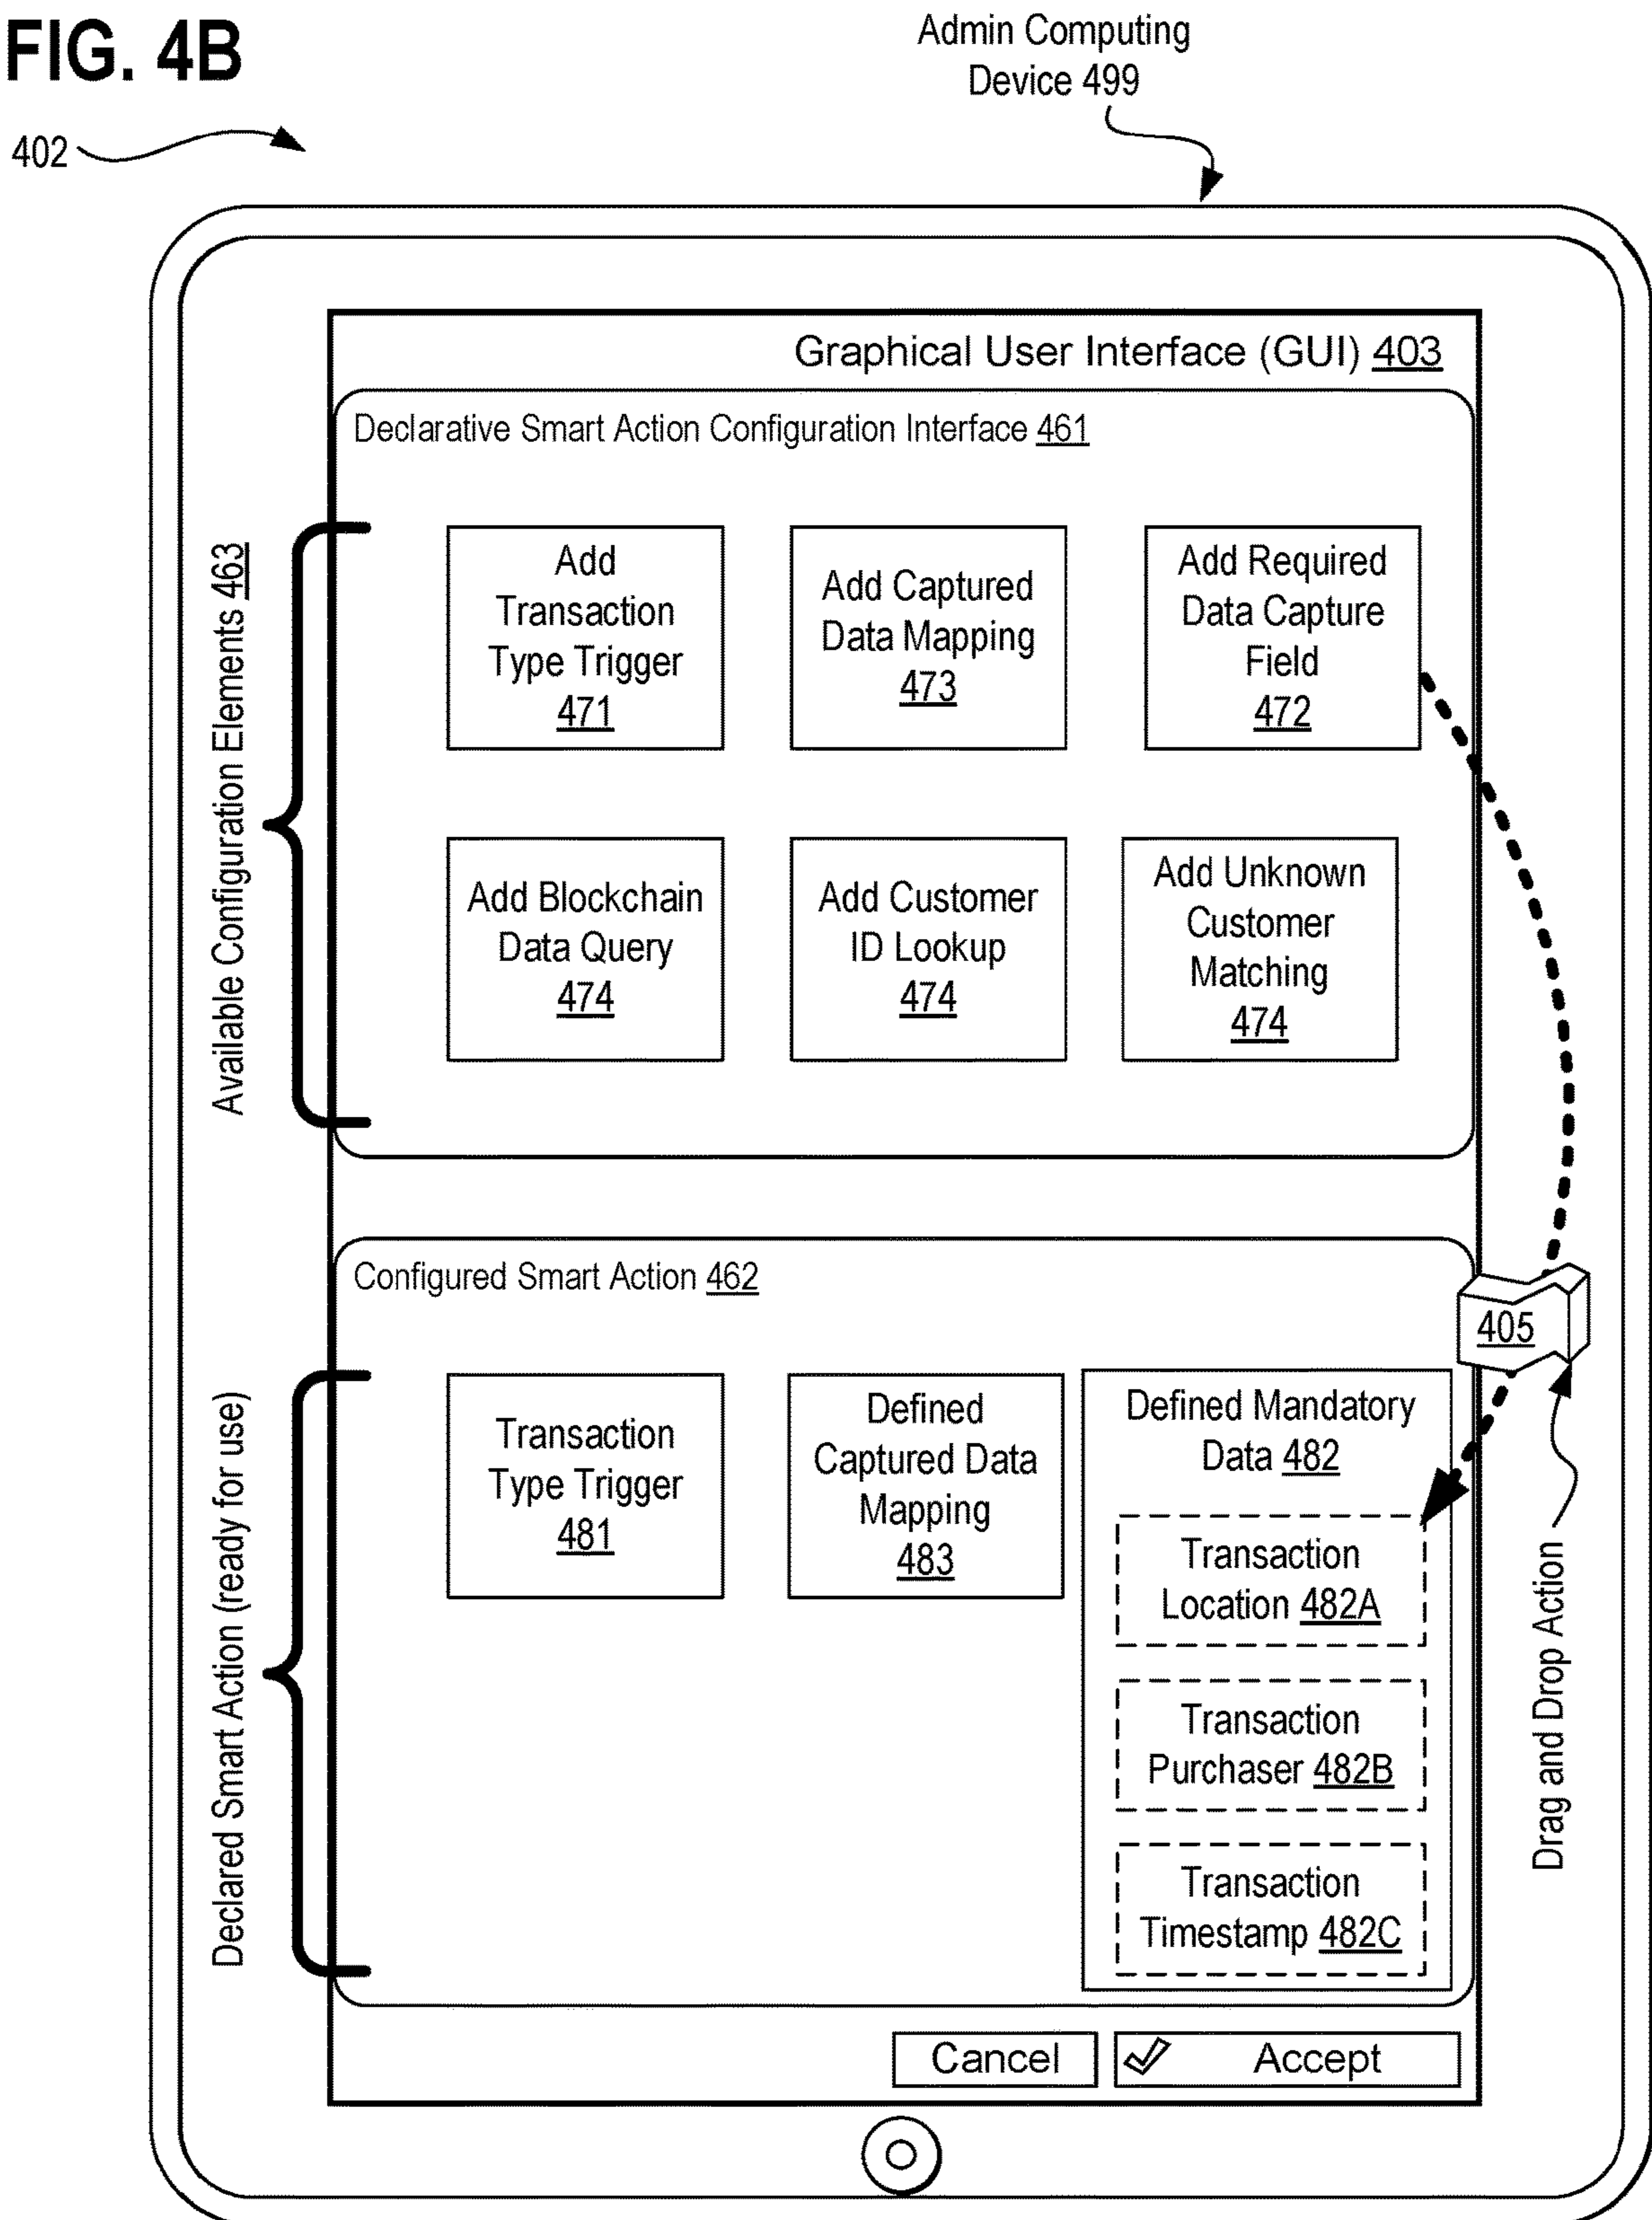 FIG. 4B
Admin Computing
Device 499
402
Graphical User Interface (GUI) 403
Declarative Smart Action Configuration Interface 461
Available Configuration Elements 463
Add
Transaction
Type Trigger
471
Add Captured
Data Mapping
473
Add Required
Data Capture
Field
472
Add Blockchain
Data Query
474
Add Customer
ID Lookup
474
Add Unknown
Customer
Matching
474
Configured Smart Action 462
405
Declared Smart Action (ready for use)
Transaction
Type Trigger
481
Defined
Captured Data
Mapping
483
Defined Mandatory
Data 482
Transaction
Location 482A
Transaction
Purchaser 482B
Transaction
Timestamp 482C
Drag and Drop Action
Cancel
Accept